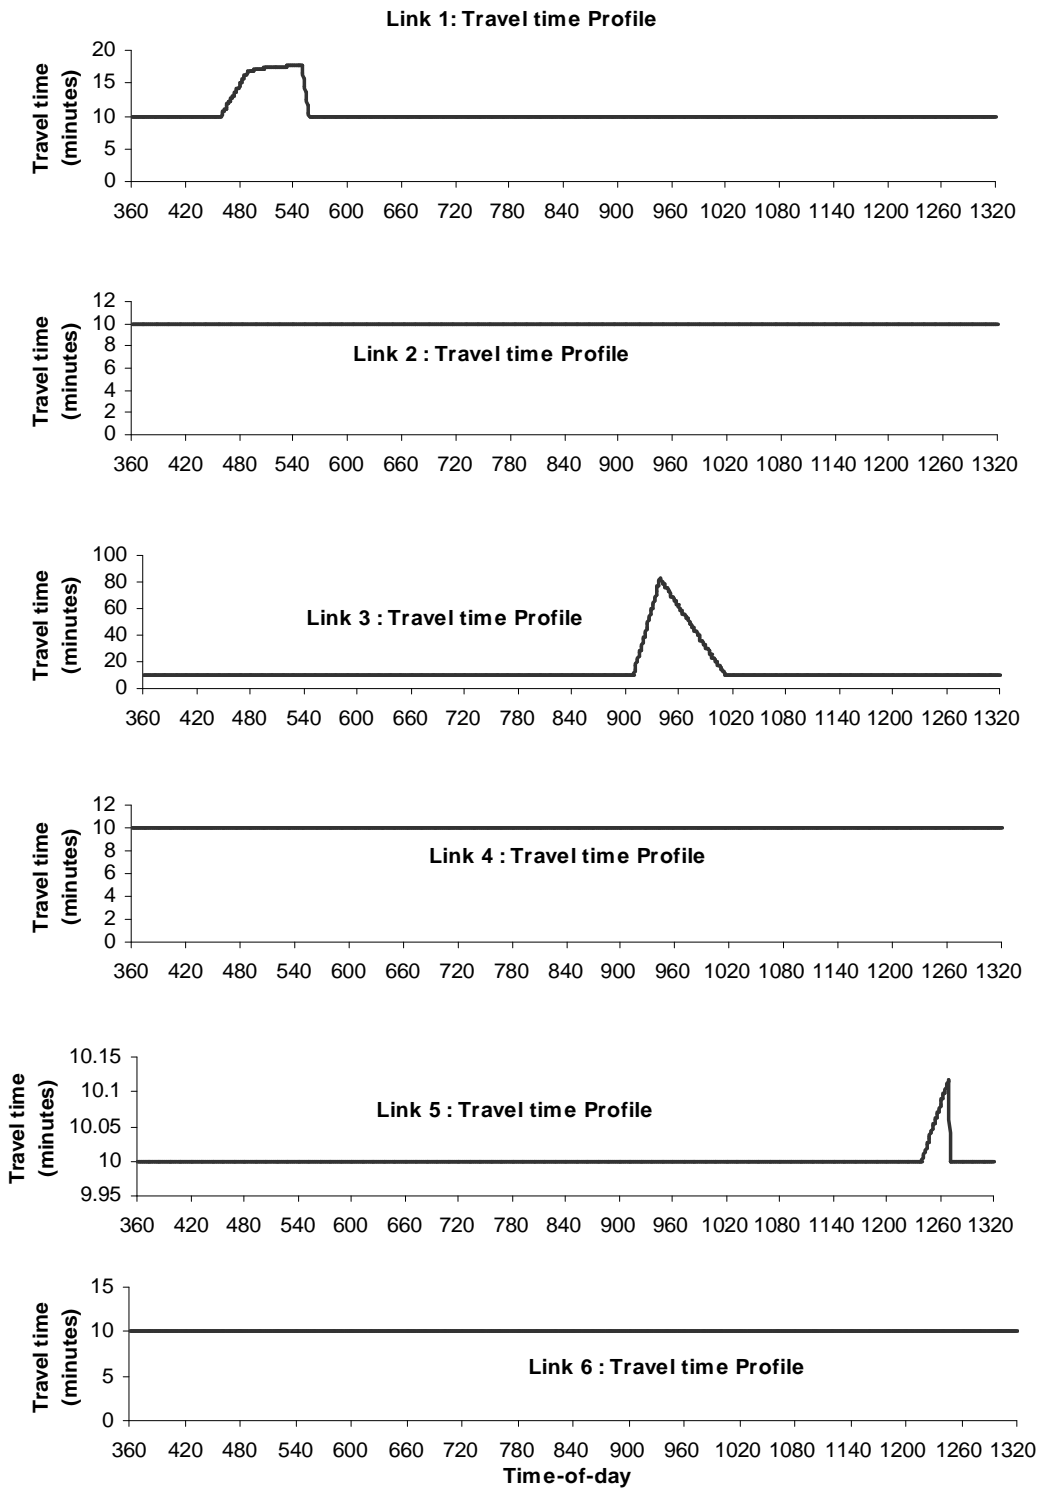 Link 1: Travel time Profile
Travel time
(minutes)
20
15
10
5
0
360 420 480 540 600 660 720 780 840 900 960 1020 1080 1140 1200 1260 1320
Travel time
(minutes)
12
10
8
6
4
2
0
Link 2 : Travel time Profile
360 420 480 540 600 660 720 780 840 900 960 1020 1080 1140 1200 1260 1320
Travel time
(minutes)
100
80
60
40
20
0
Link 3 : Travel time Profile
360 420 480 540 600 660 720 780 840 900 960 1020 1080 1140 1200 1260 1320
Travel time
(minutes)
12
10
8
6
4
2
0
Link 4 : Travel time Profile
360 420 480 540 600 660 720 780 840 900 960 1020 1080 1140 1200 1260 1320
Travel time
(minutes)
10.15
10.1
10.05
10
9.95
Link 5 : Travel time Profile
360 420 480 540 600 660 720 780 840 900 960 1020 1080 1140 1200 1260 1320
Travel time
(minutes)
15
10
5
0
Link 6 : Travel time Profile
360 420 480 540 600 660 720 780 840 900 960 1020 1080 1140 1200 1260 1320
Time-of-day